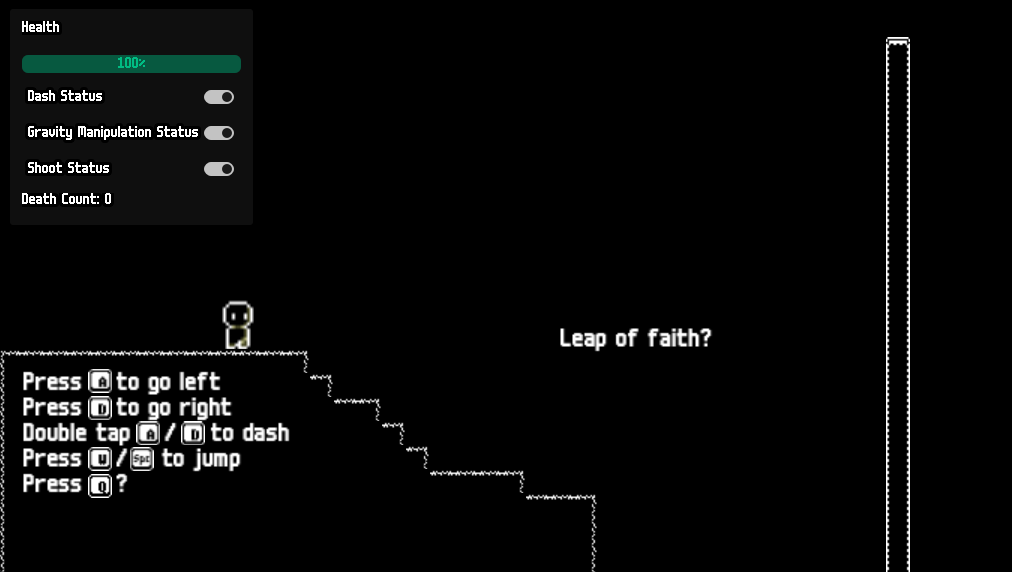 Health
100%
Dash Status
Gravity Manipulation Status
Shoot Status
Death Count: 0
Leap of faith?
Press A to go left
Press D to go right
Double tap A / D to dash
Press W / Spc to jump
Press Q ?